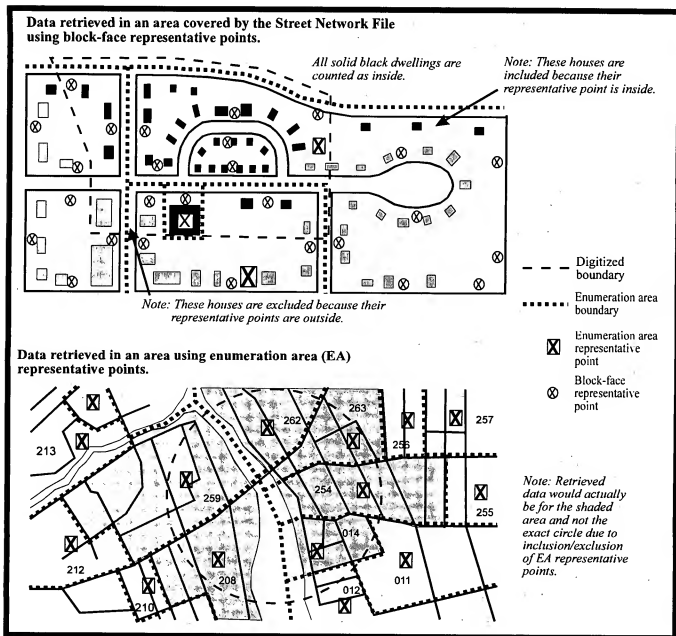 Data retrieved in an area covered by the Street Network File
using block-face representative points.
All solid black dwellings are
counted as inside.
Note: These houses are
included because their
representative point is inside.
Note: These houses are excluded because their
representative points are outside.
Digitized
boundary
Enumeration area
boundary
Enumeration area
representative
point
Block-face
representative
point
Data retrieved in an area using enumeration area (EA)
representative points.
262
263
257
256
213
259
254
255
014
212
208
011
210
012
Note: Retrieved
data would actually
be for the shaded
area and not the
exact circle due to
inclusion/exclusion
of EA representative
points.